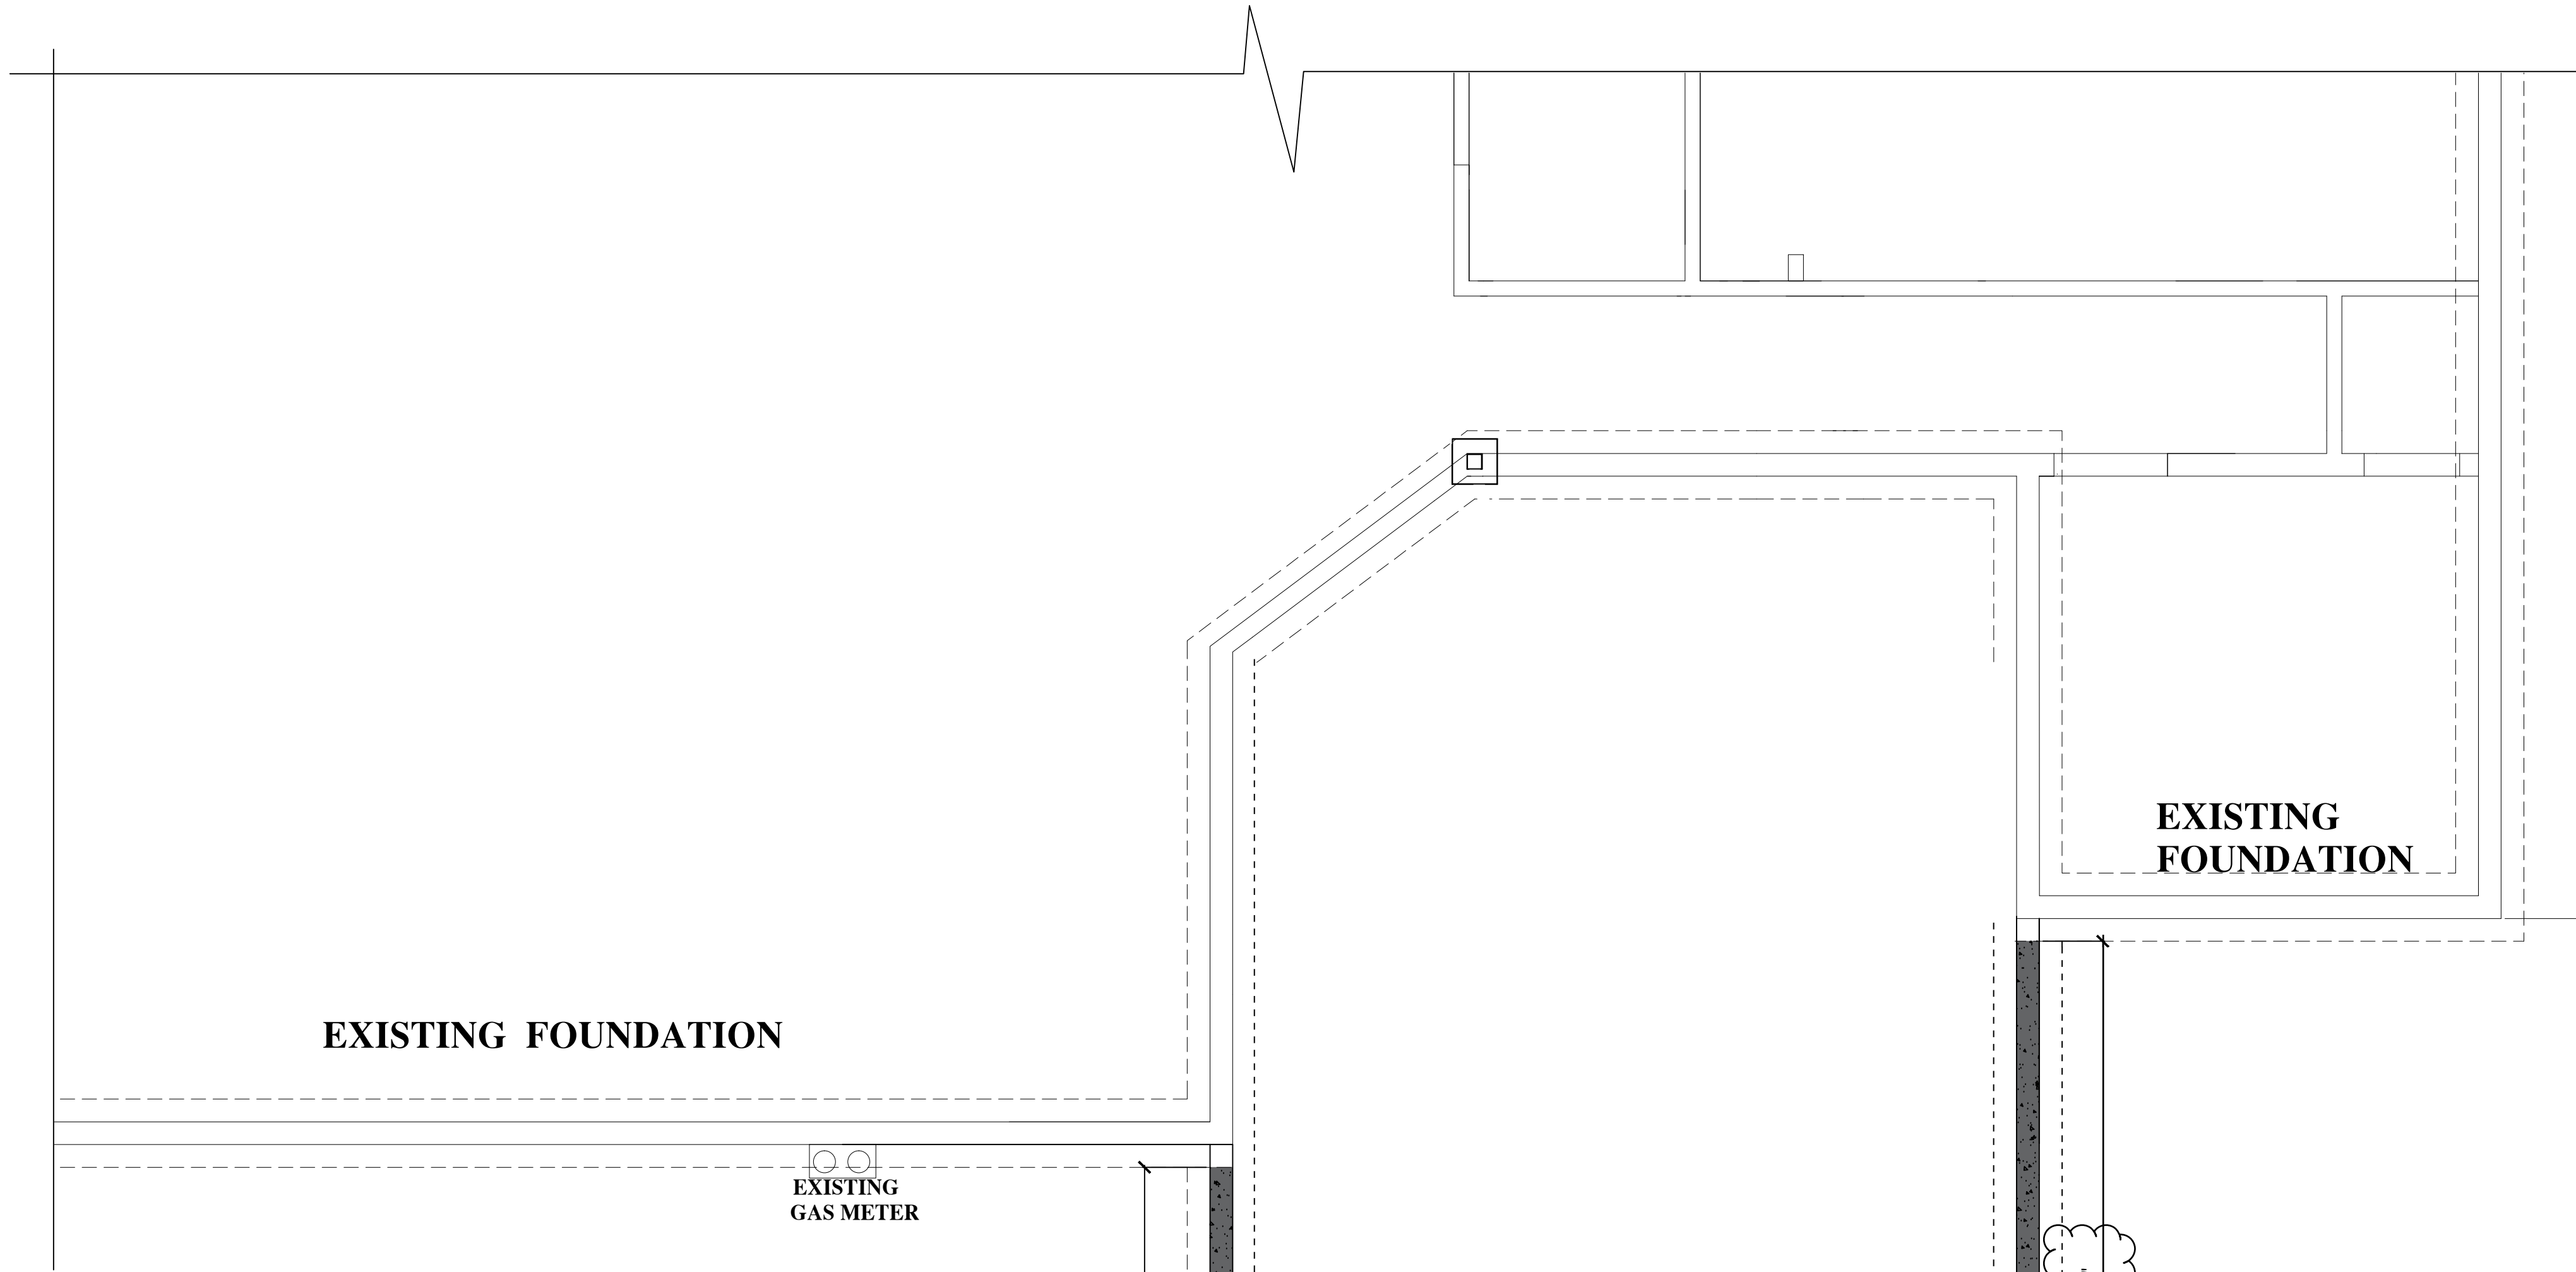 EXISTING
FOUNDATION
EXISTING FOUNDATION
EXISTING
GAS METER